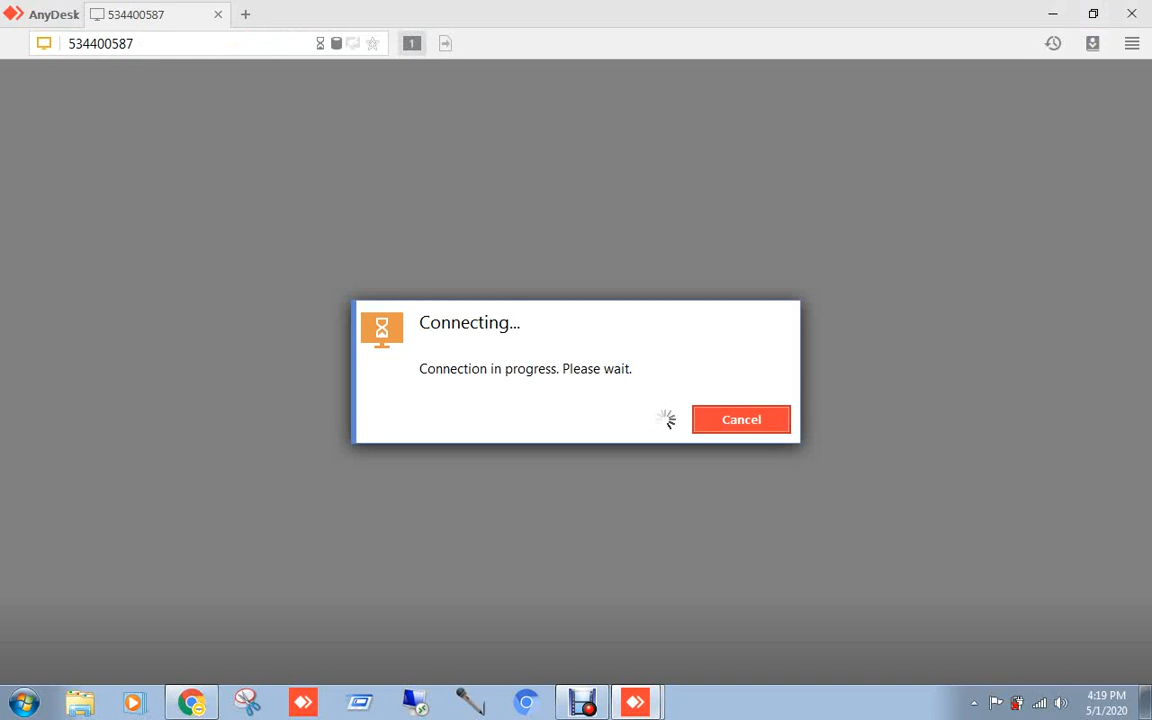 AnyDesk 534400587
534400587 1
Connecting...
Connection in progress. Please wait.
Cancel
4:19 PM
5/1/2020